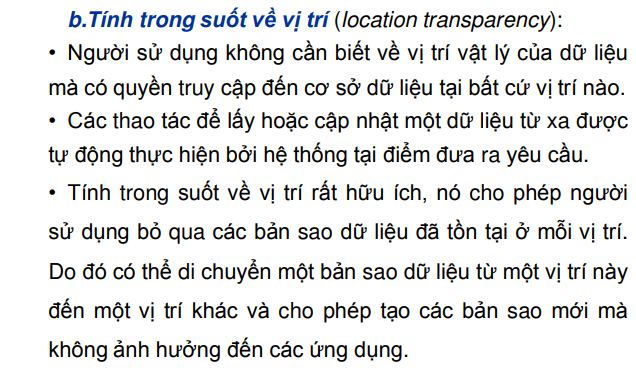 b.Tính trong suốt về vị trí (location transparency):
• Người sử dụng không cần biết về vị trí vật lý của dữ liệu
mà có quyền truy cập đến cơ sở dữ liệu tại bất cứ vị trí nào.
• Các thao tác để lấy hoặc cập nhật một dữ liệu từ xa được
tự động thực hiện bởi hệ thống tại điểm đưa ra yêu cầu.
• Tính trong suốt về vị trí rất hữu ích, nó cho phép người
sử dụng bỏ qua các bản sao dữ liệu đã tồn tại ở mỗi vị trí.
Do đó có thể di chuyển một bản sao dữ liệu từ một vị trí này
đến một vị trí khác và cho phép tạo các bản sao mới mà
không ảnh hưởng đến các ứng dụng.